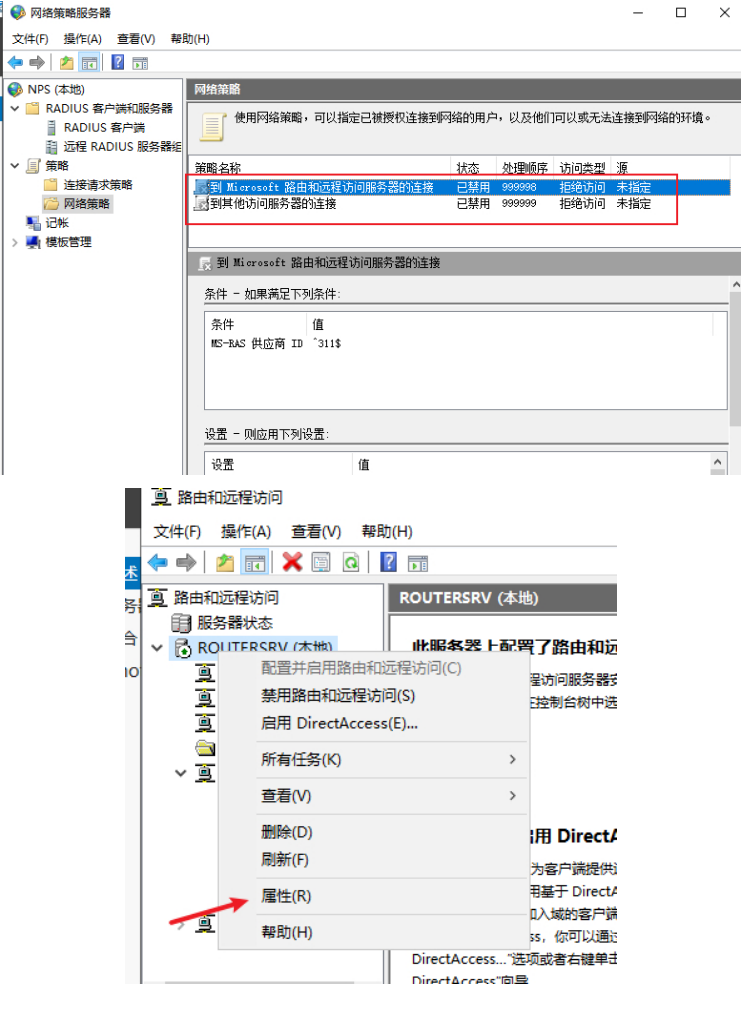 网络策略服务器
文件(F) 操作(A) 查看(V) 帮助(H)
NPS (本地)
RADIUS 客户端和服务器
RADIUS 客户端
远程 RADIUS 服务器组
策略
连接请求策略
网络策略
记帐
模板管理
网络策略
使用网络策略，可以指定已被授权连接到网络的用户，以及他们可以或无法连接到网络的环境。
策略名称 状态 处理顺序 访问类型 源
到 Microsoft 路由和远程访问服务器的连接 已禁用 999998 拒绝访问 未指定
到其他访问服务器的连接 已禁用 999999 拒绝访问 未指定
到 Microsoft 路由和远程访问服务器的连接
条件 - 如果满足下列条件:
条件 值
MS-RAS 供应商 ID ^311$
设置 - 则应用下列设置:
设置 值
路由和远程访问
文件(F) 操作(A) 查看(V) 帮助(H)
路由和远程访问
服务器状态
ROUTERSRV (本地)
ROUTERSRV (本地)
此服务器上配置了路由和远
程访问服务器安
在控制台树中选
配置并启用路由和远程访问(C)
禁用路由和远程访问(S)
启用 DirectAccess(E)...
所有任务(K)
查看(V)
删除(D)
刷新(F)
属性(R)
帮助(H)
用 DirectA
为客户端提供远
用基于 DirectA
加入域的客户端
ss，你可以通过
DirectAccess..."选项或者右键单击
DirectAccess"向导